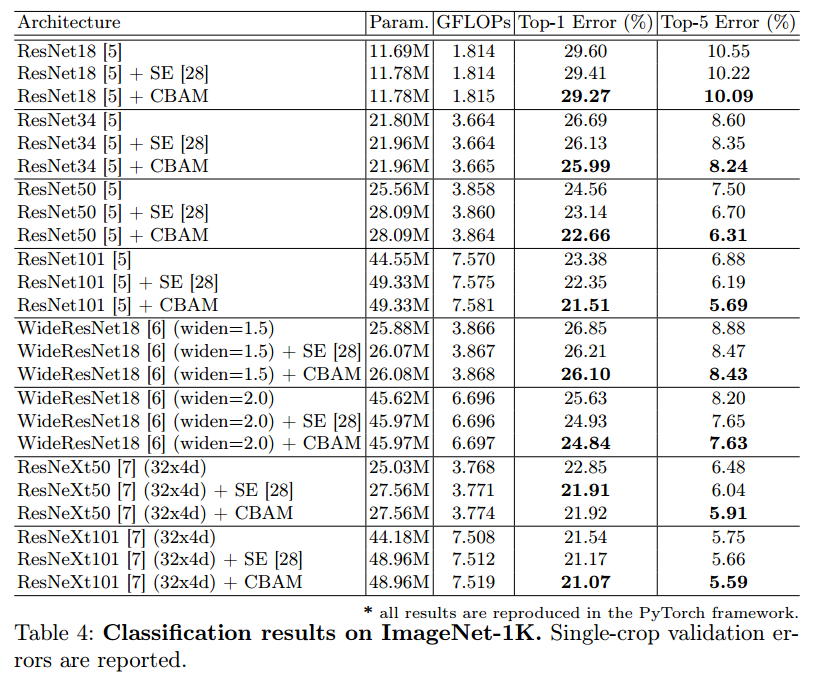 Architecture Param. GFLOPs Top-1 Error (%) Top-5 Error (%)
ResNet18 [5] 11.69M 1.814 29.60 10.55
ResNet18 [5] + SE [28] 11.78M 1.814 29.41 10.22
ResNet18 [5] + CBAM 11.78M 1.815 29.27 10.09
ResNet34 [5] 21.80M 3.664 26.69 8.60
ResNet34 [5] + SE [28] 21.96M 3.664 26.13 8.35
ResNet34 [5] + CBAM 21.96M 3.665 25.99 8.24
ResNet50 [5] 25.56M 3.858 24.56 7.50
ResNet50 [5] + SE [28] 28.09M 3.860 23.14 6.70
ResNet50 [5] + CBAM 28.09M 3.864 22.66 6.31
ResNet101 [5] 44.55M 7.570 23.38 6.88
ResNet101 [5] + SE [28] 49.33M 7.575 22.35 6.19
ResNet101 [5] + CBAM 49.33M 7.581 21.51 5.69
WideResNet18 [6] (widen=1.5) 25.88M 3.866 26.85 8.88
WideResNet18 [6] (widen=1.5) + SE [28] 26.07M 3.867 26.21 8.47
WideResNet18 [6] (widen=1.5) + CBAM 26.08M 3.868 26.10 8.43
WideResNet18 [6] (widen=2.0) 45.62M 6.696 25.63 8.20
WideResNet18 [6] (widen=2.0) + SE [28] 45.97M 6.696 24.93 7.65
WideResNet18 [6] (widen=2.0) + CBAM 45.97M 6.697 24.84 7.63
ResNeXt50 [7] (32x4d) 25.03M 3.768 22.85 6.48
ResNeXt50 [7] (32x4d) + SE [28] 27.56M 3.771 21.91 6.04
ResNeXt50 [7] (32x4d) + CBAM 27.56M 3.774 21.92 5.91
ResNeXt101 [7] (32x4d) 44.18M 7.508 21.54 5.75
ResNeXt101 [7] (32x4d) + SE [28] 48.96M 7.512 21.17 5.66
ResNeXt101 [7] (32x4d) + CBAM 48.96M 7.519 21.07 5.59
* all results are reproduced in the PyTorch framework.
Table 4: Classification results on ImageNet-1K. Single-crop validation er-
rors are reported.